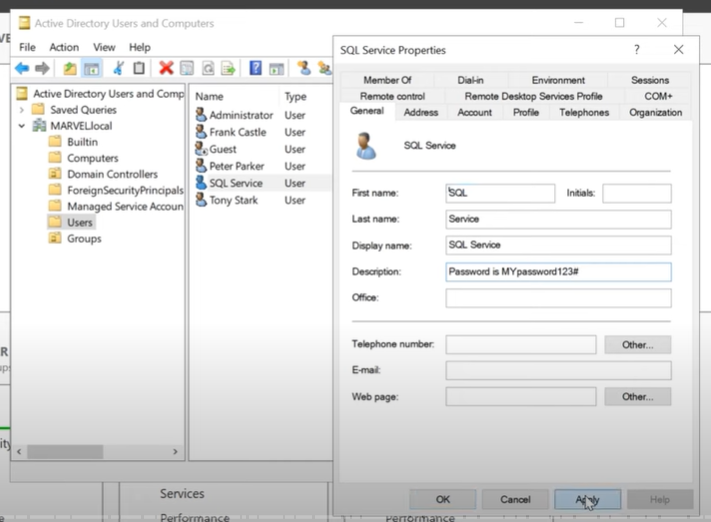 Active Directory Users and Computers
File Action View Help
Active Directory Users and Comp
Saved Queries
MARVEL.local
Builtin
Computers
Domain Controllers
ForeignSecurityPrincipals
Managed Service Accoun
Users
Groups
Name Type
Administrator User
Frank Castle User
Guest User
Peter Parker User
SQL Service User
Tony Stark User
SQL Service Properties
? 
Member Of Dial-in Environment Sessions
Remote control Remote Desktop Services Profile COM+
General Address Account Profile Telephones Organization
SQL Service
First name: SQL Initials:
Last name: Service
Display name: SQL Service
Description: Password is MYpassword123#
Office:
Telephone number: Other...
E-mail:
Web page: Other...
OK Cancel Apply Help
Services
Performance Performance